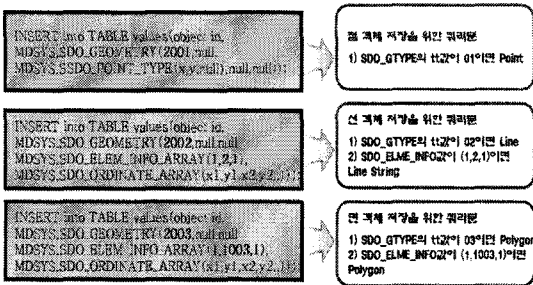 INSERT into TABLE values(object id,
MDSYS.SDO_GEOMETRY(2001,null,
MDSYS.SSDO_POINT_TYPE(x,y,null),null,null));
점 객체 저장을 위한 쿼리문
1) SDO_GTYPE의 tt값이 01이면 Point
INSERT into TABLE values(object id,
MDSYS.SDO_GEOMETRY(2002,null,null
MDSYS.SDO_ELEM_INFO_ARRAY(1,2,1),
MDSYS.SDO_ORDINATE_ARRAY(x1,y1,x2,y2,,));
선 객체 저장을 위한 쿼리문
1) SDO_GTYPE의 tt값이 02이면 Line
2) SDO_ELME_INFO값이 (1,2,1)이면
Line String
INSERT into TABLE values(object id,
MDSYS.SDO_GEOMETRY(2003,null,null
MDSYS.SDO_ELEM_INFO_ARRAY(1,1003,1),
MDSYS.SDO_ORDINATE_ARRAY(x1,y1,x2,y2,,));
면 객체 저장을 위한 쿼리문
1) SDO_GTYPE의 tt값이 03이면 Polygon
2) SDO_ELME_INFO값이 (1,1003,1)이면
Polygon